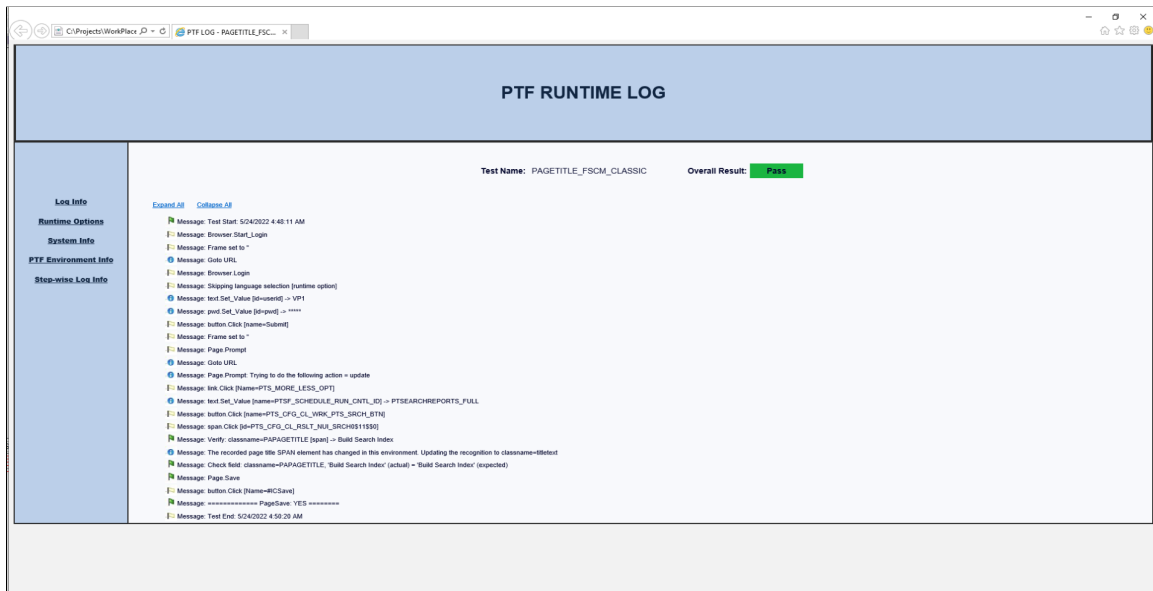 C:\Projects\WorkPlace
PTF LOG - PAGETITLE_FSC...
PTF RUNTIME LOG
Test Name: PAGETITLE_FSCM_CLASSIC Overall Result: Pass
Log Info
Runtime Options
System Info
PTF Environment Info
Step-wise Log Info
Expand All Collapse All
Message: Test Start: 5/24/2022 4:48:11 AM
Message: Browser.Start_Login
Message: Frame set to ''
Message: Goto URL
Message: Browser.Login
Message: Skipping language selection [runtime option]
Message: text.Set_Value [id=userid] -> VP1
Message: pwd.Set_Value [id=pwd] -> *****
Message: button.Click [name=Submit]
Message: Frame set to ''
Message: Page.Prompt
Message: Goto URL
Message: Page.Prompt: Trying to do the following action = update
Message: link.Click [Name=PTS_MORE_LESS_OPT]
Message: text.Set_Value [name=PTSF_SCHEDULE_RUN_CNTL_ID] -> PTSEARCHREPORTS_FULL
Message: button.Click [name=PTS_CFG_CL_WRK_PTS_SRCH_BTN]
Message: span.Click [id=PTS_CFG_CL_RSLT_NUI_SRCH0$11$$0]
Message: Verify: classname=PAPAGETITLE [span] -> Build Search Index
Message: The recorded page title SPAN element has changed in this environment. Updating the recognition to classname=titletext
Message: Check field: classname=PAPAGETITLE, 'Build Search Index' (actual) = 'Build Search Index' (expected)
Message: Page.Save
Message: button.Click [Name=#ICSave]
Message: ============= PageSave: YES ========
Message: Test End: 5/24/2022 4:50:20 AM